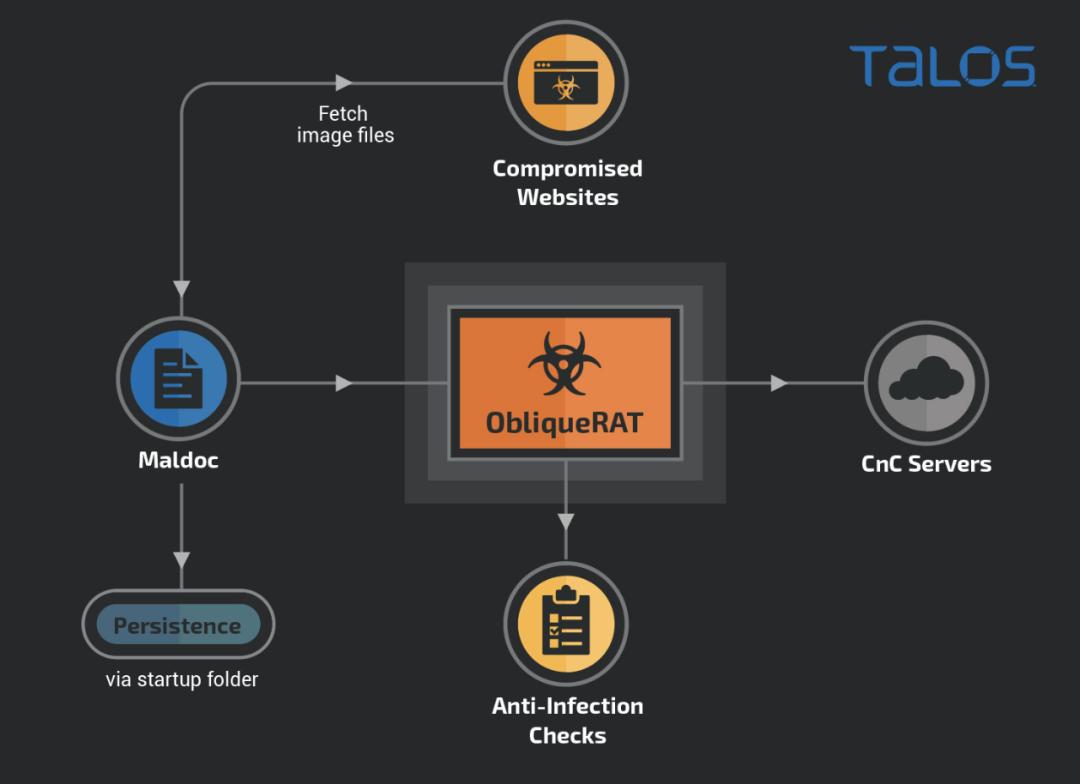 TALOS
Fetch
image files
Compromised
Websites
ObliqueRAT
Maldoc
CnC Servers
Persistence
via startup folder
Anti-Infection
Checks